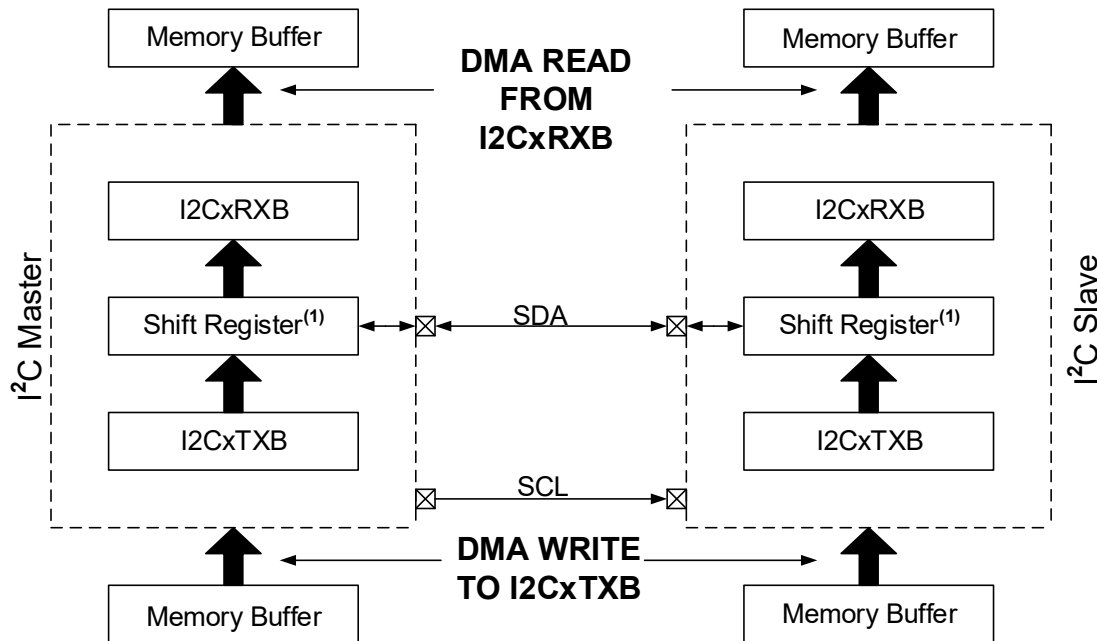 Memory Buffer
Memory Buffer
DMA READ
FROM
I2CxRXB
I2CxRXB
I2CxRXB
I²C Master
Shift Register(1)
SDA
Shift Register(1)
I²C Slave
I2CxTXB
I2CxTXB
SCL
DMA WRITE
TO I2CxTXB
Memory Buffer
Memory Buffer